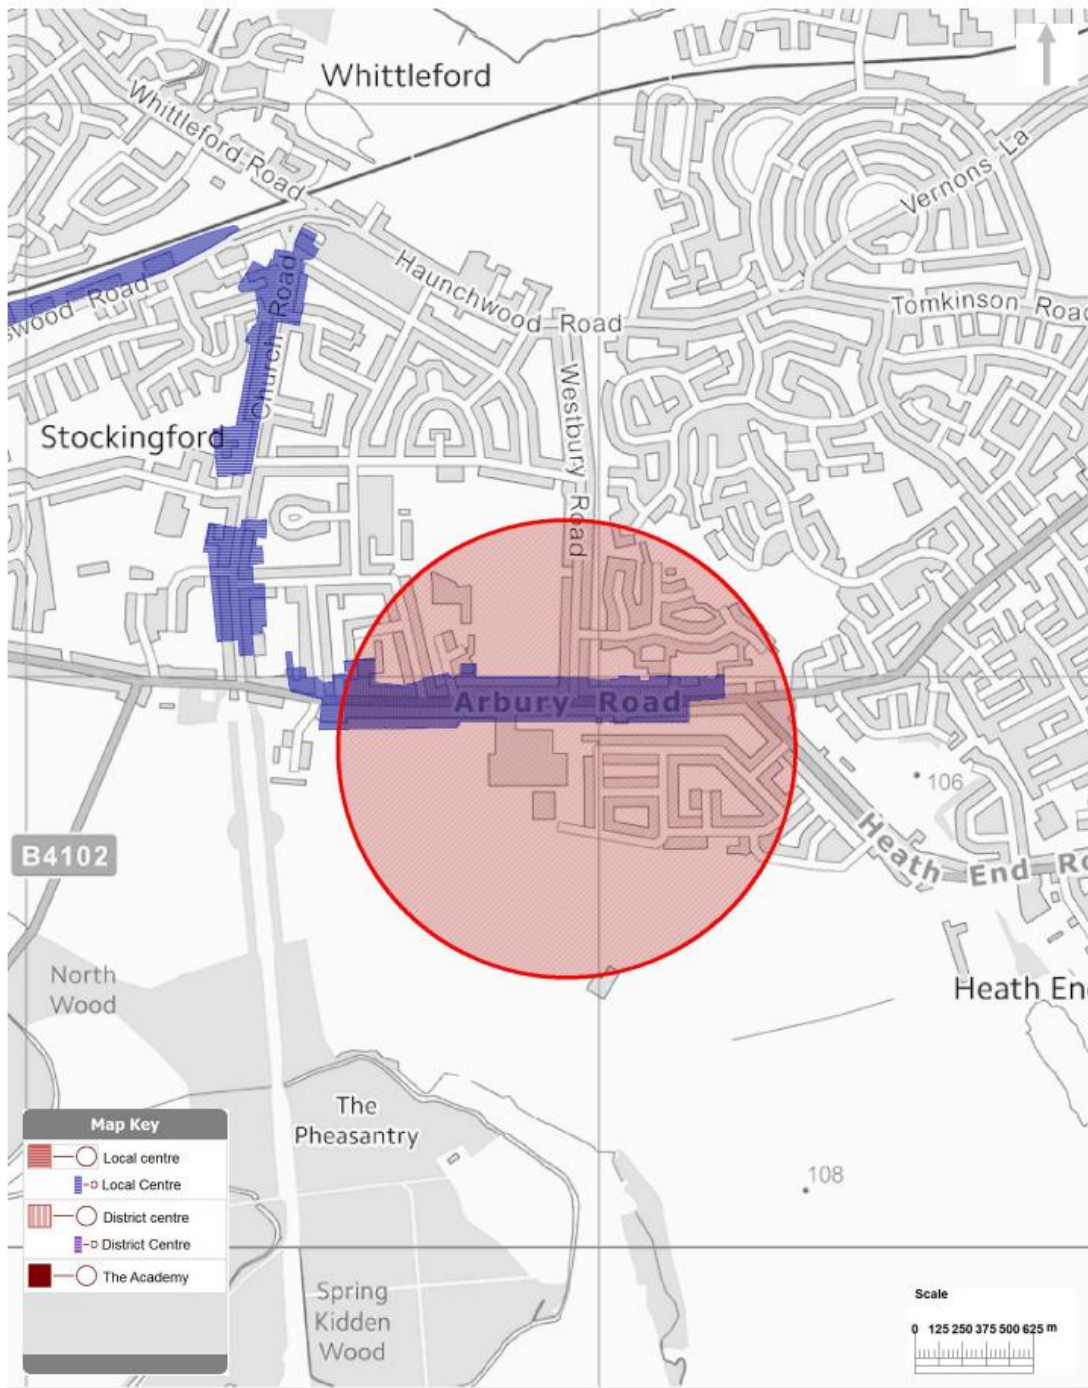 Whittleford
Whittleford Road
Vernons La
Haunchwood Road
Tomkinson Road
swood Road
Church Road
Westbury Road
Stockingford
Arbury Road
106
B4102
Heath End Ro
North
Wood
Heath En
The
Pheasantry
108
Spring
Kidden
Wood
Map Key
Local centre
Local Centre
District centre
District Centre
The Academy
Scale
0 125 250 375 500 625 m